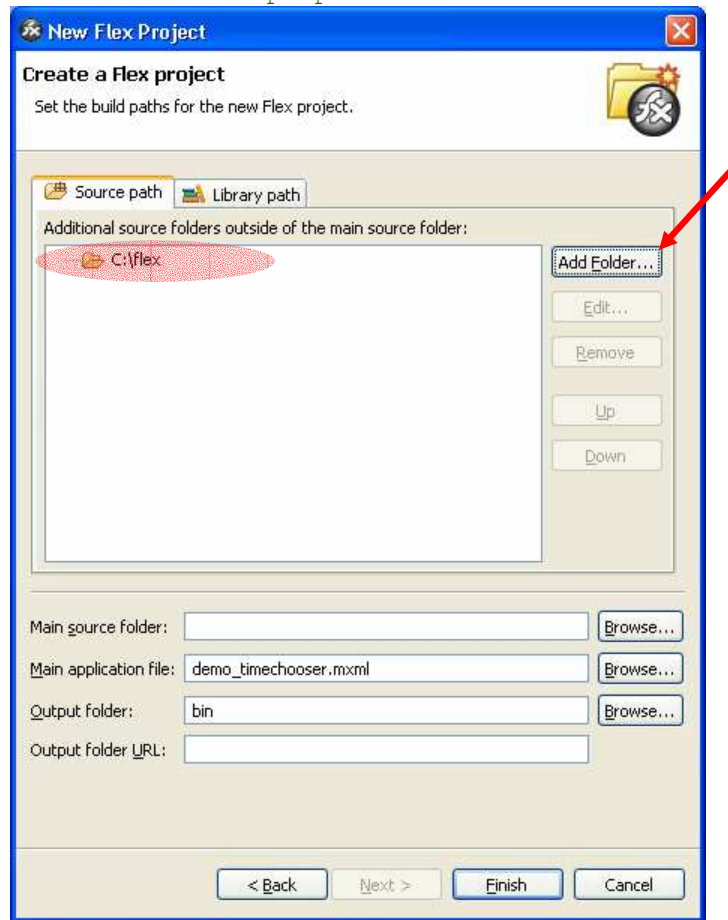 New Flex Project
Create a Flex project
Set the build paths for the new Flex project.
Source path
Library path
Additional source folders outside of the main source folder:
C:\flex
Add Folder...
Edit...
Remove
Up
Down
Main source folder:
Browse...
Main application file: demo_timechooser.mxml
Browse...
Output folder: bin
Browse...
Output folder URL:
< Back
Next >
Finish
Cancel